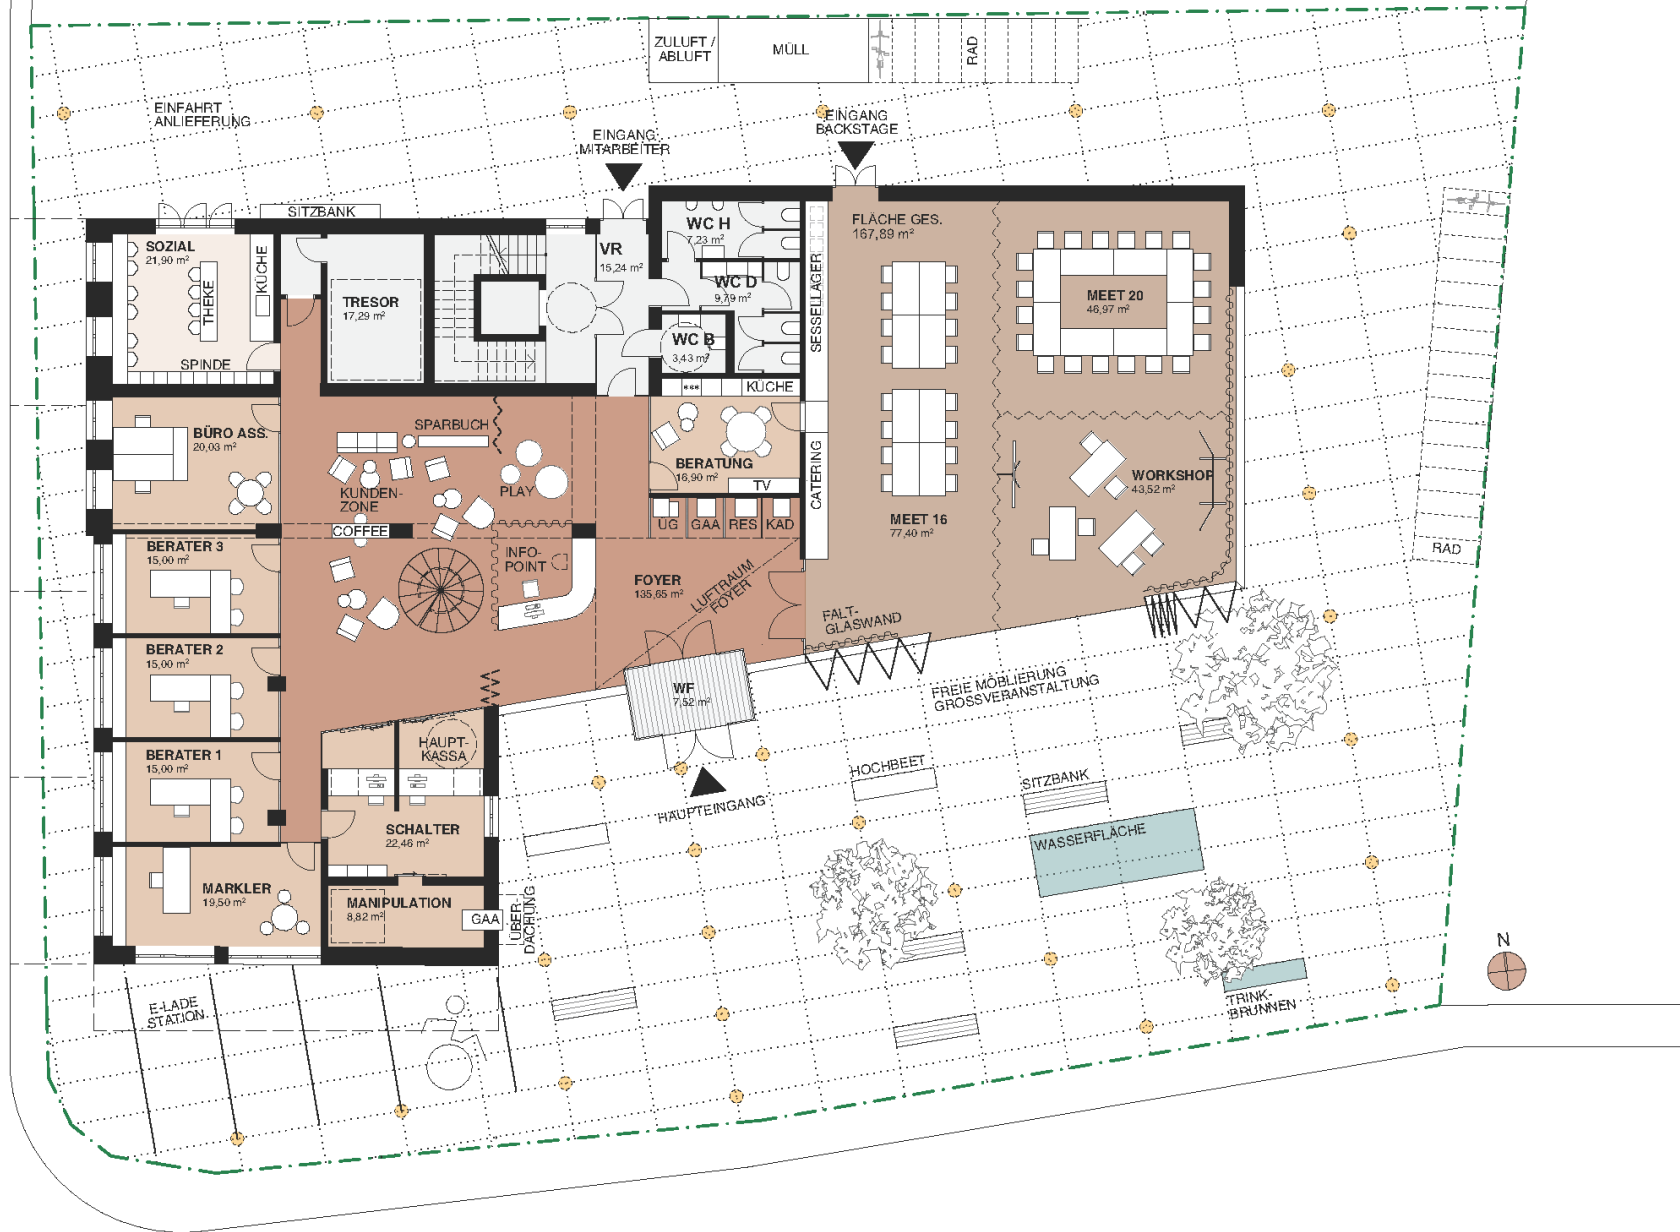 ZULUFT /
ABLUFT
MÜLL
RAD
EINFAHRT
ANLIEFERUNG
EINGANG
MITARBEITER
EINGANG
BACKSTAGE
SITZBANK
SOZIAL
21,90 m²
THEKE
KÜCHE
SPINDE
TRESOR
17,29 m²
VR
15,24 m²
WC H
7,23 m²
WC D
9,79 m²
WC B
3,43 m²
SESSELLAGER
FLÄCHE GES.
167,89 m²
MEET 20
46,97 m²
KÜCHE
BERATUNG
16,90 m²
TV
CATERING
BÜRO ASS.
20,03 m²
SPARBUCH
KUNDEN-
ZONE
PLAY
COFFEE
ÜG
GAA
RES
KAD
MEET 16
77,40 m²
WORKSHOP
43,52 m²
RAD
BERATER 3
15,00 m²
INFO-
POINT
FOYER
135,65 m²
LUFTRAUM
FOYER
FALT-
GLASWAND
BERATER 2
15,00 m²
WF
7,52 m²
FREIE MÖBLIERUNG
GROSSVERANSTALTUNG
BERATER 1
15,00 m²
HAUPT-
KASSA
HAUPTEINGANG
HOCHBEET
SITZBANK
WASSERFLÄCHE
SCHALTER
22,46 m²
MARKLER
19,50 m²
MANIPULATION
8,82 m²
GAA
ÜBER-
DACHUNG
N
E-LADE
STATION
TRINK-
BRUNNEN